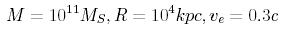 M = 10^{11} M_S, R = 10^4 kpc, v_e = 0.3c